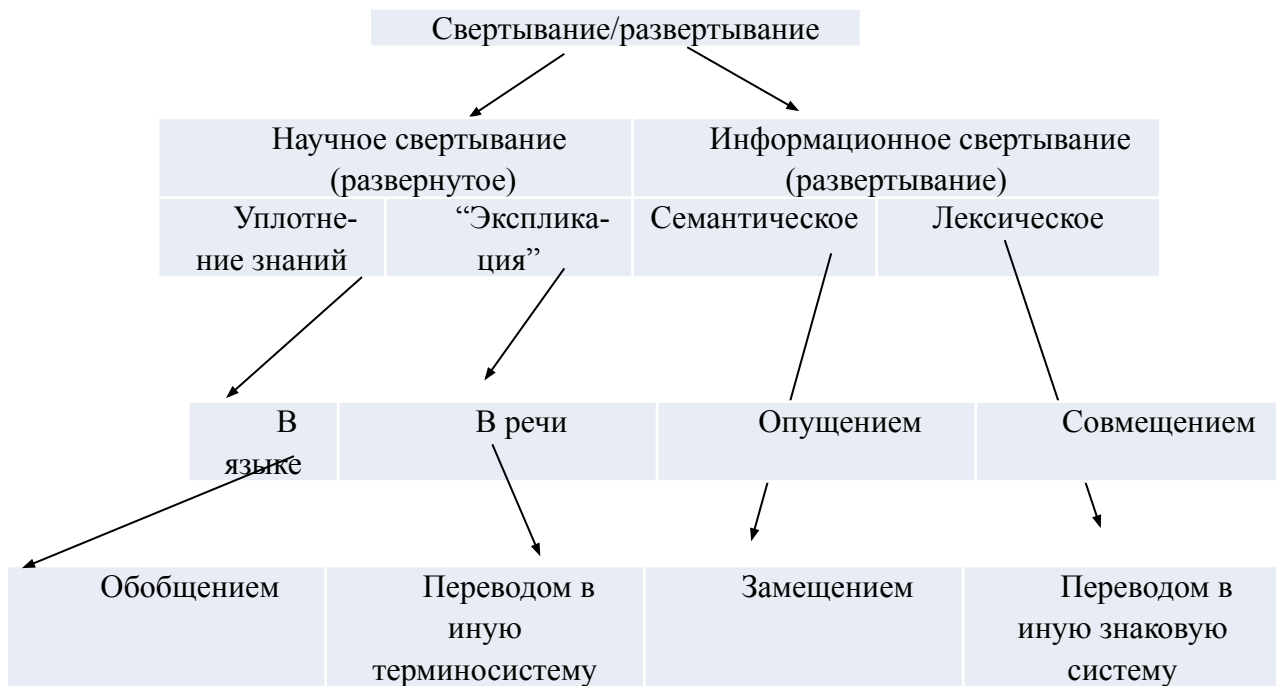 Свертывание/развертывание
Научное свертывание
(развернутое)
Информационное свертывание
(развертывание)
Уплотне-
ние знаний
“Эксплика-
ция”
Семантическое
Лексическое
В
языке
В речи
Опущением
Совмещением
Обобщением
Переводом в
иную
терминосистему
Замещением
Переводом в
иную знаковую
систему